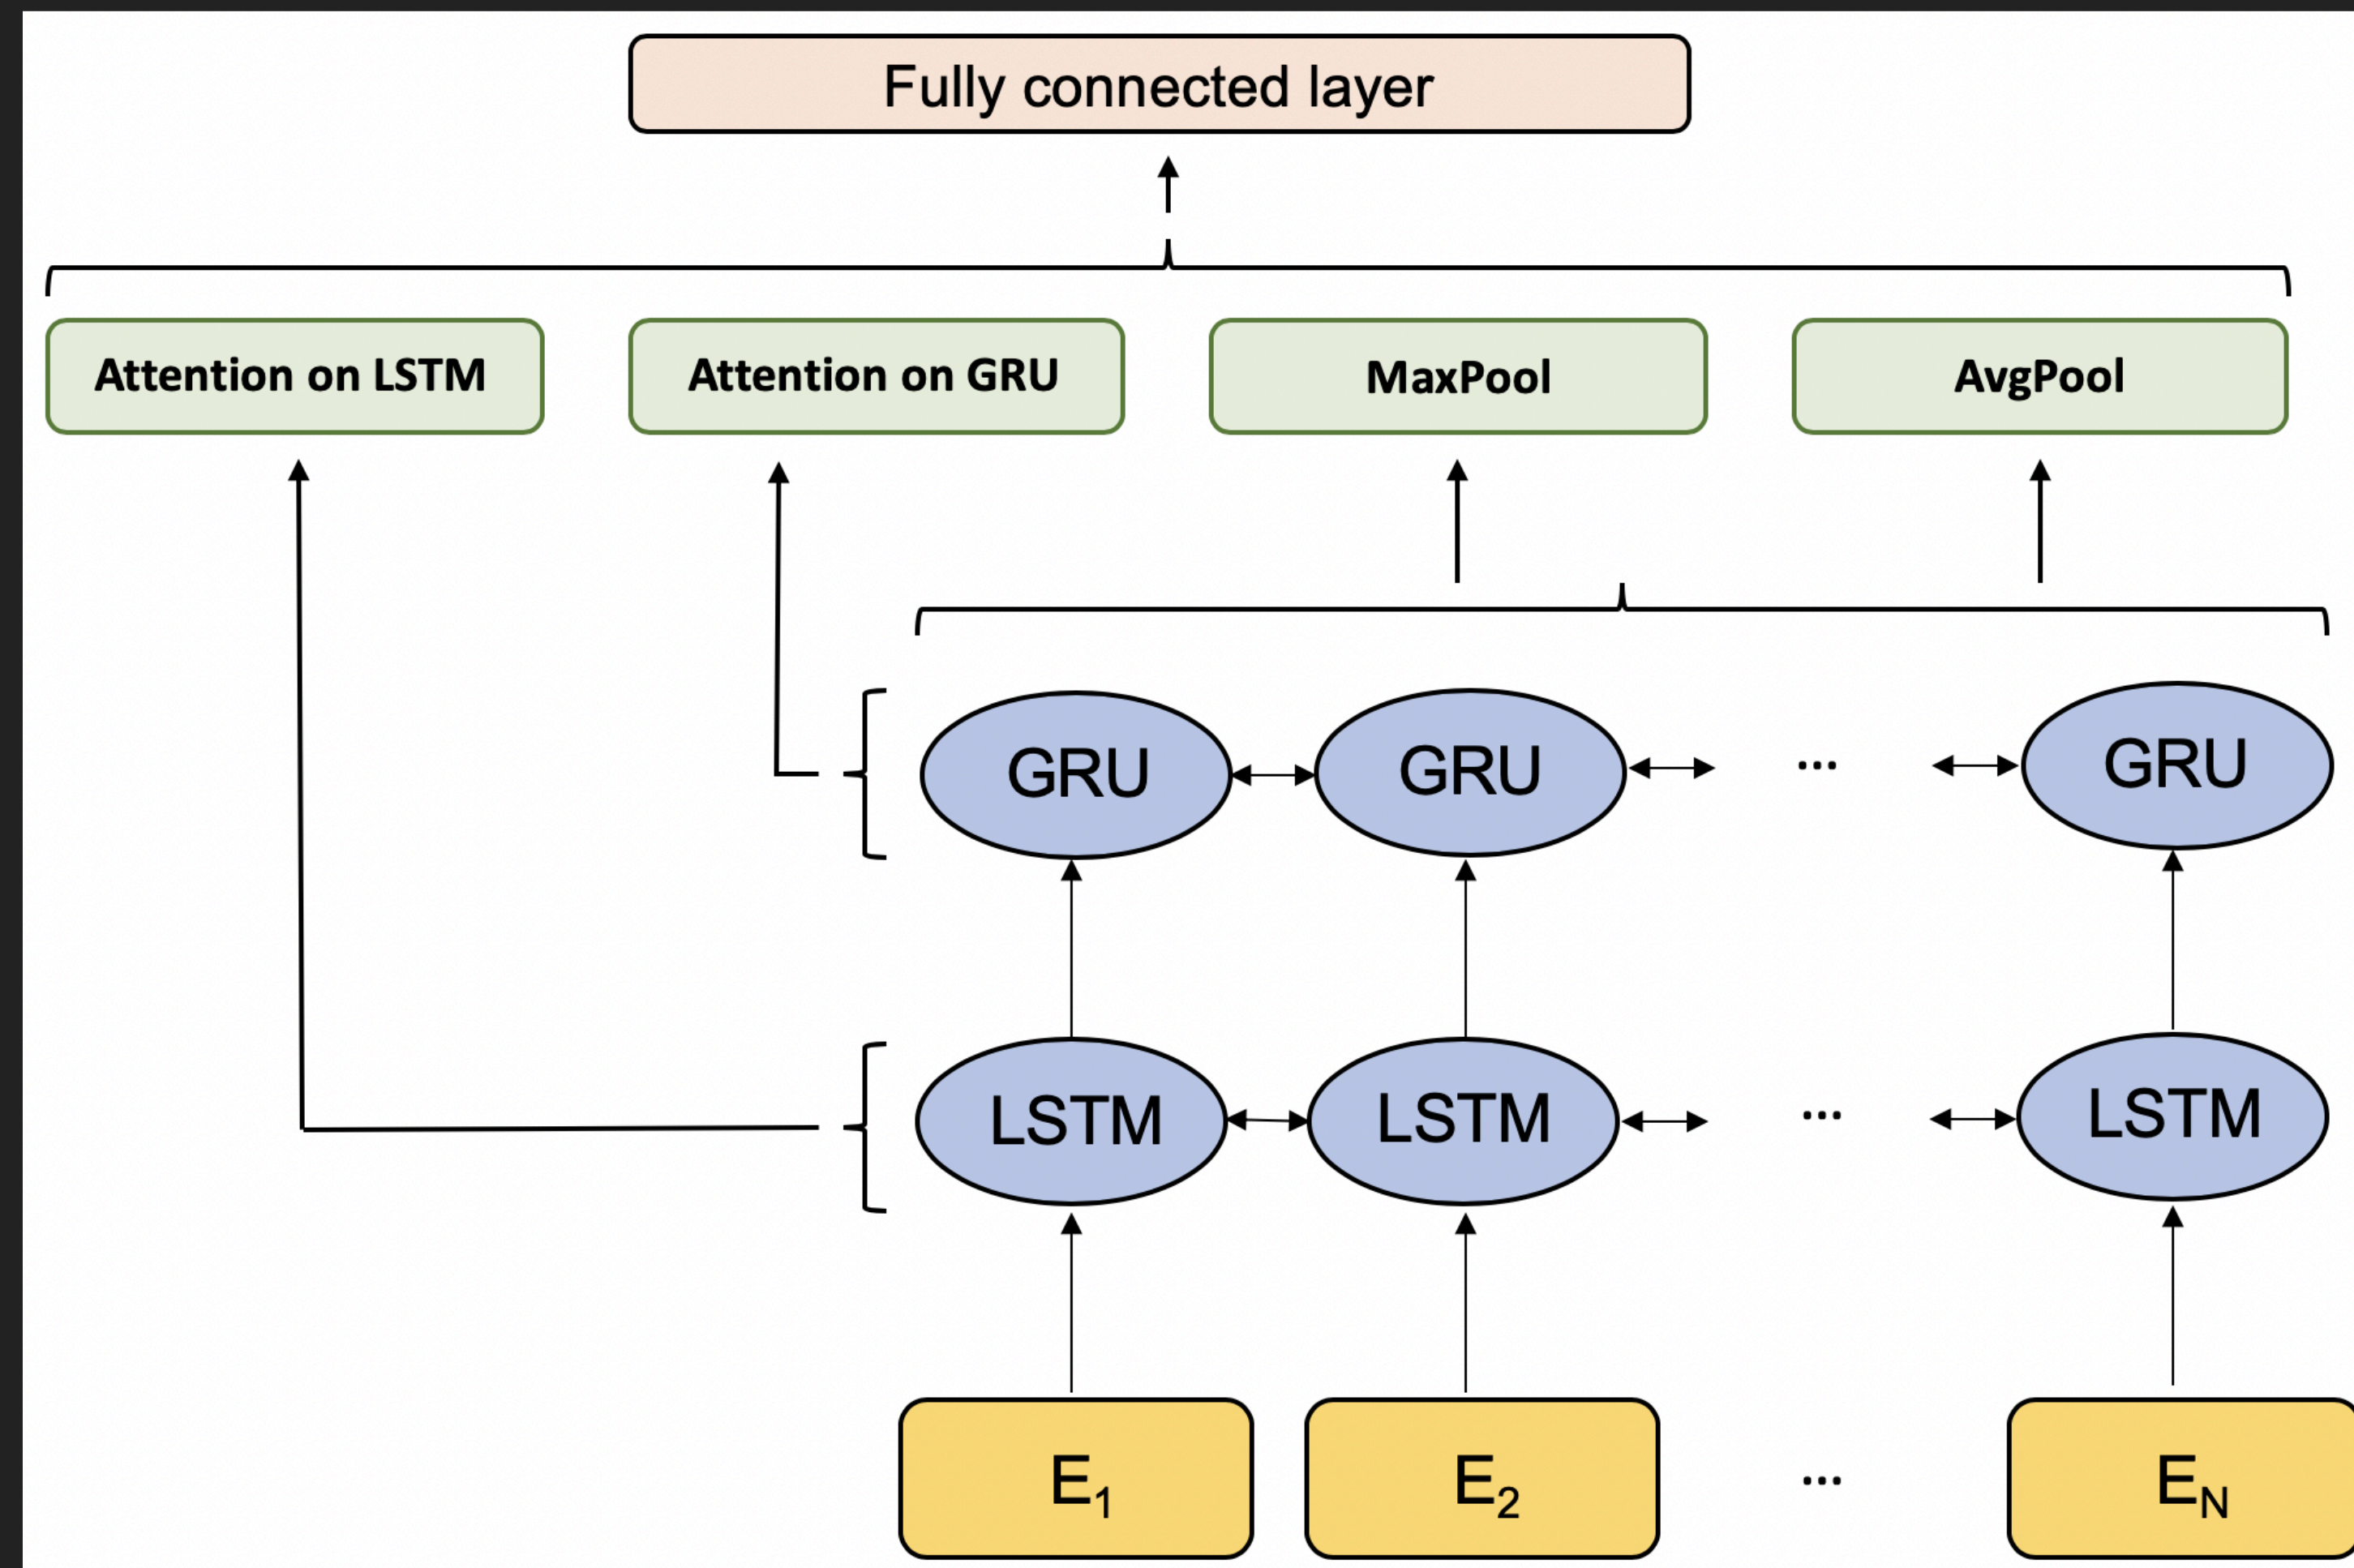 Fully connected layer
Attention on LSTM
Attention on GRU
MaxPool
AvgPool
GRU
GRU
...
GRU
LSTM
LSTM
...
LSTM
E1
E2
...
EN